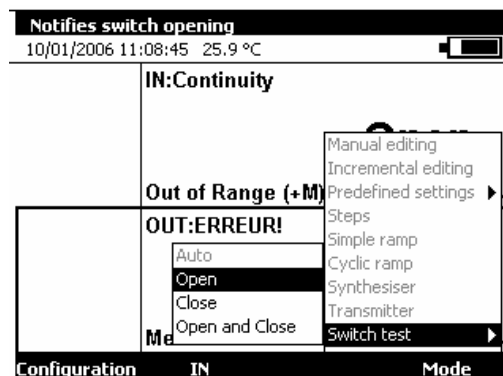 Notifies switch opening
10/01/2006 11:08:45 25.9 °C
IN:Continuity
Out of Range (+M)
OUT:ERREUR!
Manual editing
Incremental editing
Predefined settings
Steps
Simple ramp
Cyclic ramp
Synthesiser
Transmitter
Switch test
Auto
Open
Close
Open and Close
Configuration IN Mode